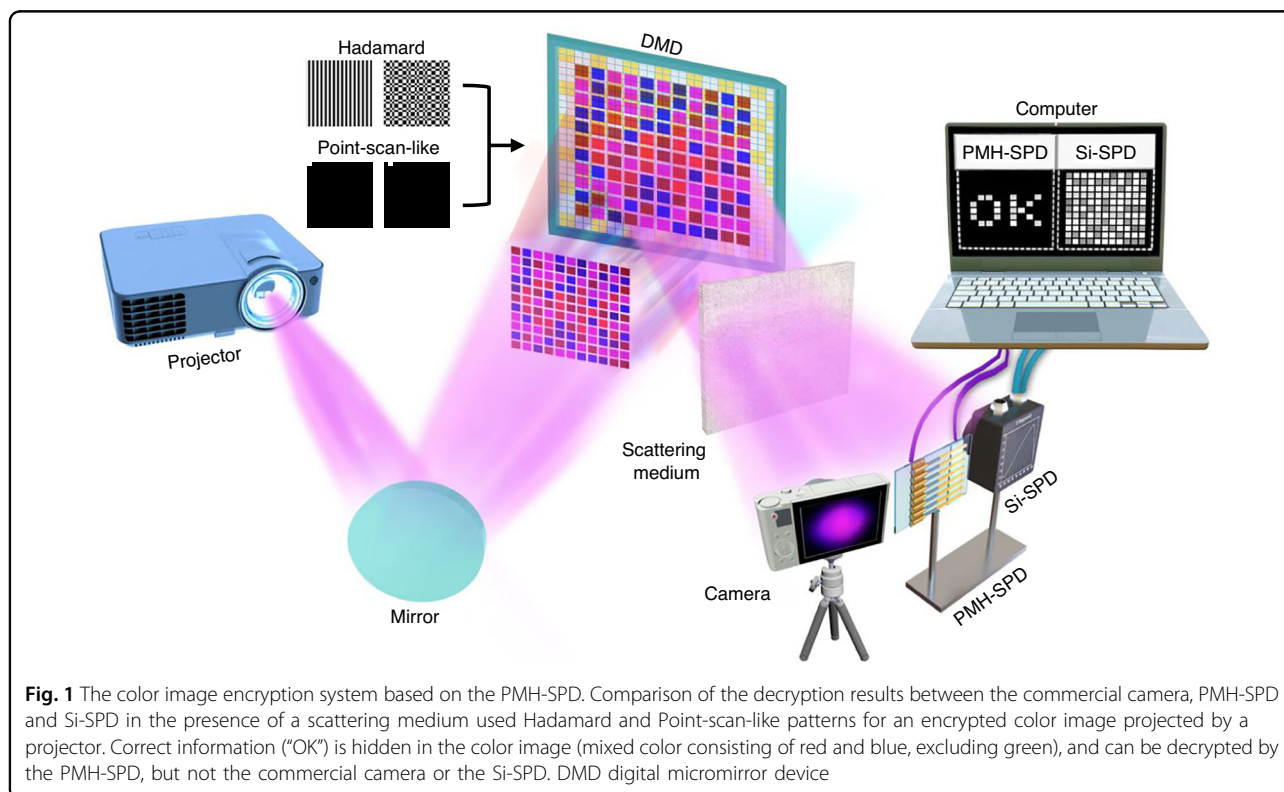 Hadamard
Point-scan-like
DMD
Computer
PMH-SPD
Si-SPD
OK
Projector
Scattering
medium
Mirror
Camera
Si-SPD
PMH-SPD
Fig. 1 The color image encryption system based on the PMH-SPD. Comparison of the decryption results between the commercial camera, PMH-SPD
and Si-SPD in the presence of a scattering medium used Hadamard and Point-scan-like patterns for an encrypted color image projected by a
projector. Correct information (“OK”) is hidden in the color image (mixed color consisting of red and blue, excluding green), and can be decrypted by
the PMH-SPD, but not the commercial camera or the Si-SPD. DMD digital micromirror device